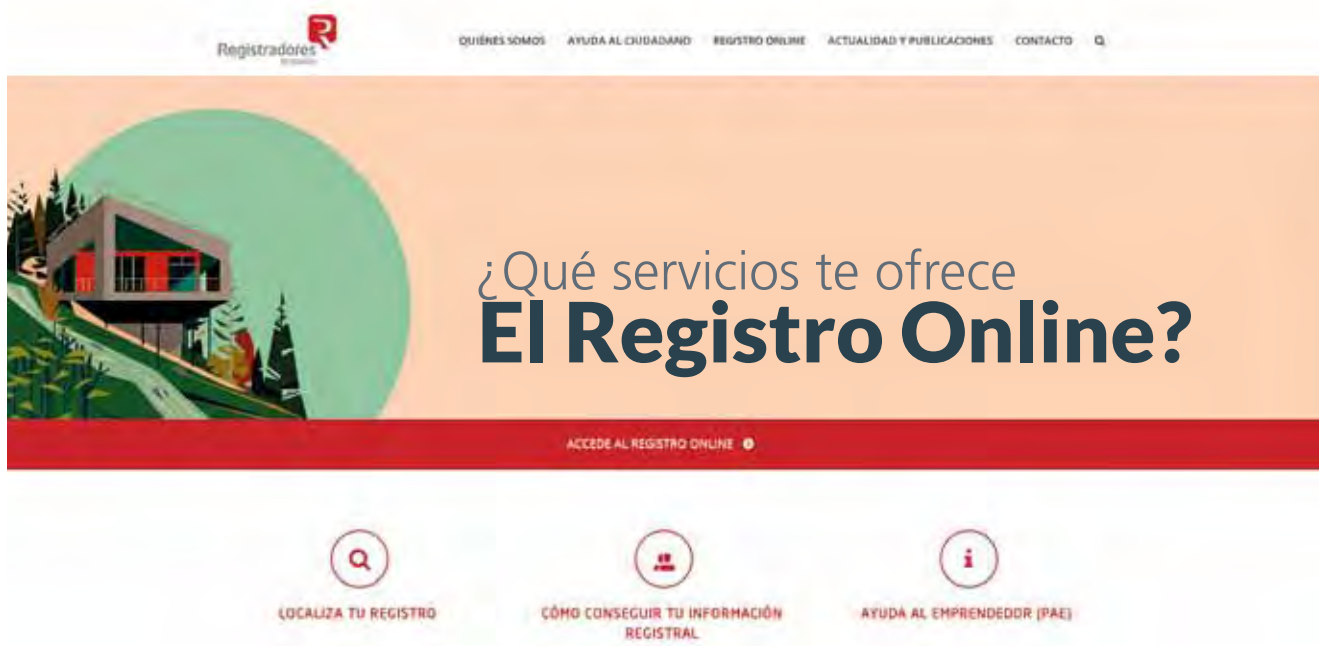 Registradores
QUIÉNES SOMOS AYUDA AL CIUDADANO REGISTRO ONLINE ACTUALIDAD Y PUBLICACIONES CONTACTO
¿Qué servicios te ofrece
El Registro Online?
ACCEDE AL REGISTRO ONLINE
LOCALIZA TU REGISTRO
CÓMO CONSEGUIR TU INFORMACIÓN
REGISTRAL
AYUDA AL EMPRENDEDOR (PAE)